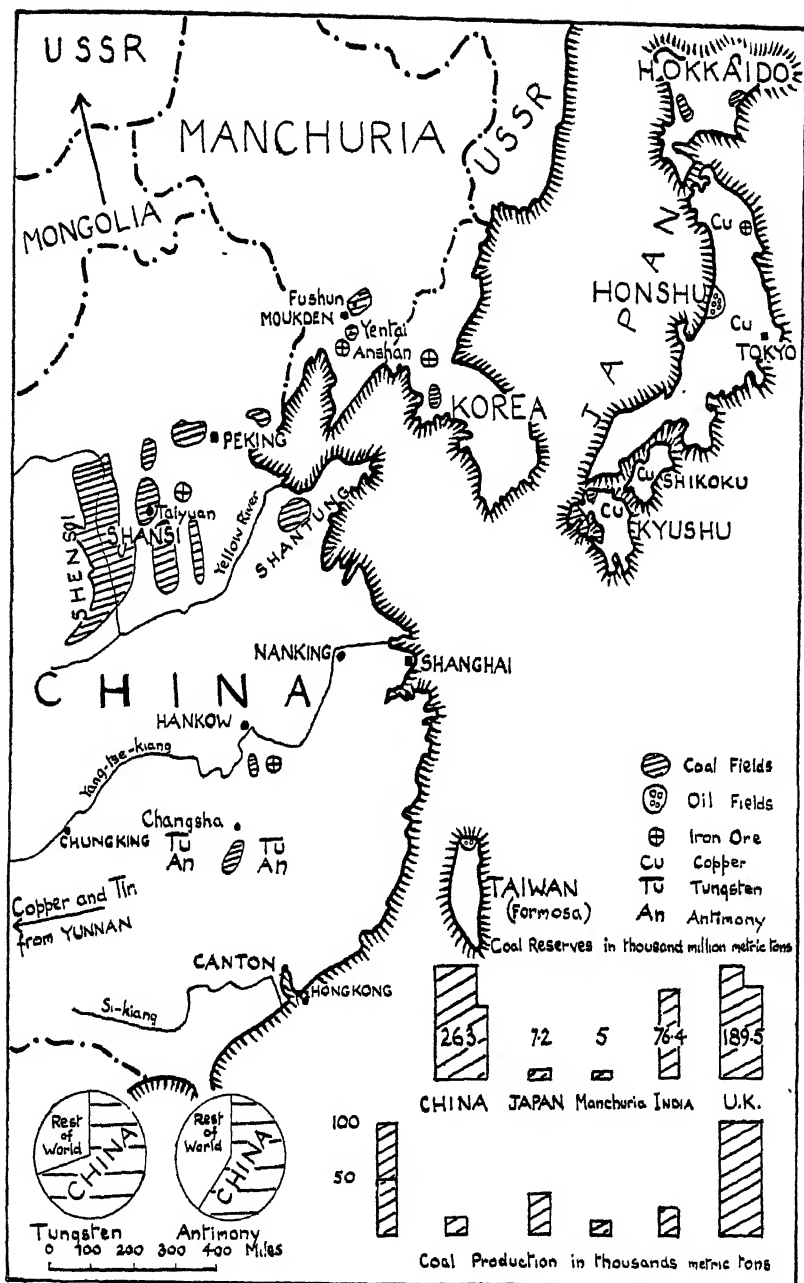 USSR
HOKKAIDO
MANCHURIA
USSR
MONGOLIA
Cu
JAPAN
HONSHU
Fushun
MOUKDEN
Yentai
Anshan
Cu
TOKYO
KOREA
PEKING
Cu
SHIKOKU
Cu
KYUSHU
Taiyuan
SHANSI
SHENSI
Yellow River
SHANTUNG
NANKING
SHANGHAI
CHINA
HANKOW
Yang-tse-kiang
Coal Fields
Oil Fields
Changsha
Iron Ore
CHUNGKING
Tu
An
Tu
An
Cu Copper
Tu Tungsten
An Antimony
TAIWAN
(Formosa)
Copper and Tin
from YUNNAN
Coal Reserves in thousand million metric tons
CANTON
HONGKONG
Si-kiang
263 7·2 5 76·4 189·5
CHINA JAPAN Manchuria INDIA U.K.
Rest
of
World
CHINA
Rest
of
World
CHINA
100
50
Tungsten
Antimony
0 100 200 300 400 Miles
Coal Production in thousands metric tons